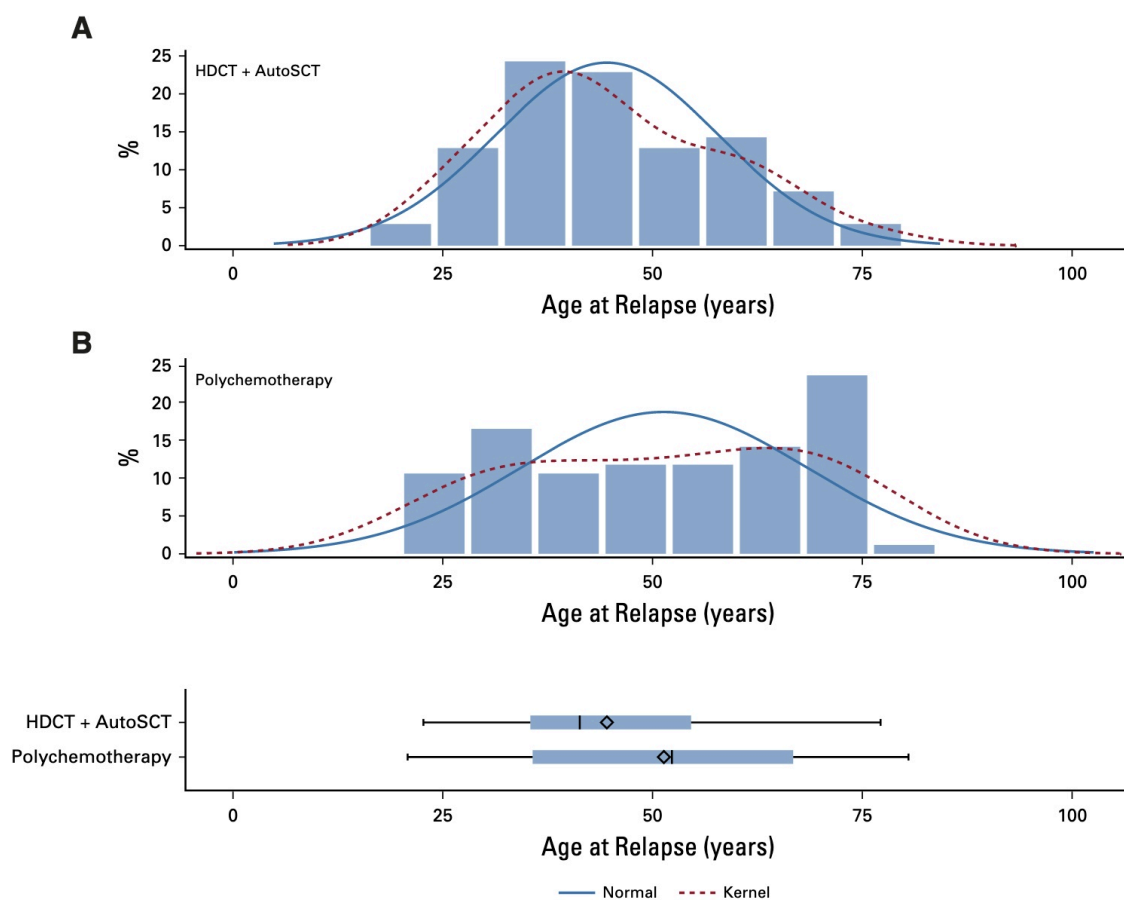 A
25
20
15
10
5
0
%
HDCT + AutoSCT
0 25 50 75 100
Age at Relapse (years)
B
25
20
15
10
5
0
%
Polychemotherapy
0 25 50 75 100
Age at Relapse (years)
HDCT + AutoSCT
Polychemotherapy
0 25 50 75 100
Age at Relapse (years)
Normal Kernel